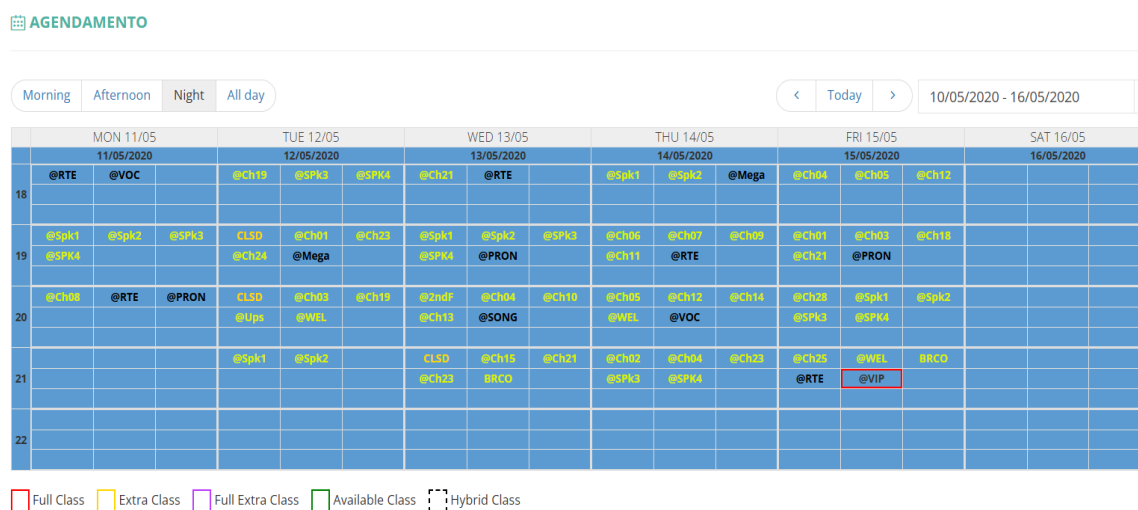 AGENDAMENTO
Morning Afternoon Night All day Today 10/05/2020 - 16/05/2020
MON 11/05 TUE 12/05 WED 13/05 THU 14/05 FRI 15/05 SAT 16/05
11/05/2020 12/05/2020 13/05/2020 14/05/2020 15/05/2020 16/05/2020
18 @RTE @VOC @Ch19 @SPk3 @SPK4 @Ch21 @RTE @Spk1 @Spk2 @Mega @Ch04 @Ch05 @Ch12
@Spk1 @Spk2 @SPk3 CLSD @Ch01 @Ch23 @Spk1 @Spk2 @SPk3 @Ch06 @Ch07 @Ch09 @Ch01 @Ch03 @Ch18
19 @SPK4 @Ch24 @Mega @SPK4 @PRON @Ch11 @RTE @Ch21 @PRON
@Ch08 @RTE @PRON CLSD @Ch03 @Ch19 @2ndF @Ch04 @Ch10 @Ch05 @Ch12 @Ch14 @Ch28 @Spk1 @Spk2
20 @Ups @WEL @Ch13 @SONG @WEL @VOC @SPk3 @SPK4
@Spk1 @Spk2 CLSD @Ch15 @Ch21 @Ch02 @Ch04 @Ch23 @Ch25 @WEL BRCO
21 @Ch23 BRCO @SPk3 @SPK4 @RTE @VIP
22
Full Class Extra Class Full Extra Class Available Class Hybrid Class